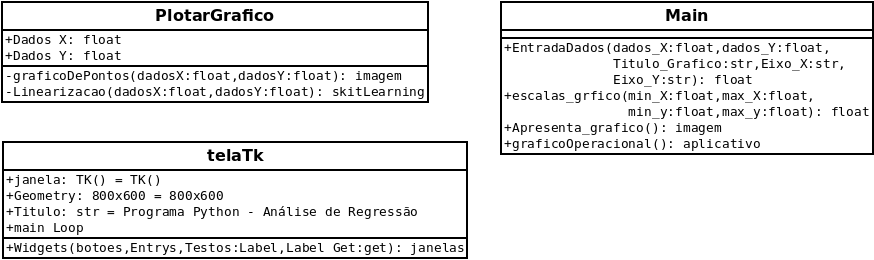 PlotarGrafico
+Dados X: float
+Dados Y: float
-graficoDePontos(dadosX:float,dadosY:float): imagem
-Linearizacao(dadosX:float,dadosY:float): skitLearning
Main
+EntradaDados(dados_X:float,dados_Y:float,
Titulo_Grafico:str,Eixo_X:str,
Eixo_Y:str): float
+escalas_grfico(min_X:float,max_X:float,
min_y:float,max_y:float): float
+Apresenta_grafico(): imagem
+graficoOperacional(): aplicativo
telaTk
+janela: TK() = TK()
+Geometry: 800x600 = 800x600
+Titulo: str = Programa Python - Análise de Regressão
+main Loop
+Widgets(botoes,Entrys,Testos:Label,Label Get:get): janelas